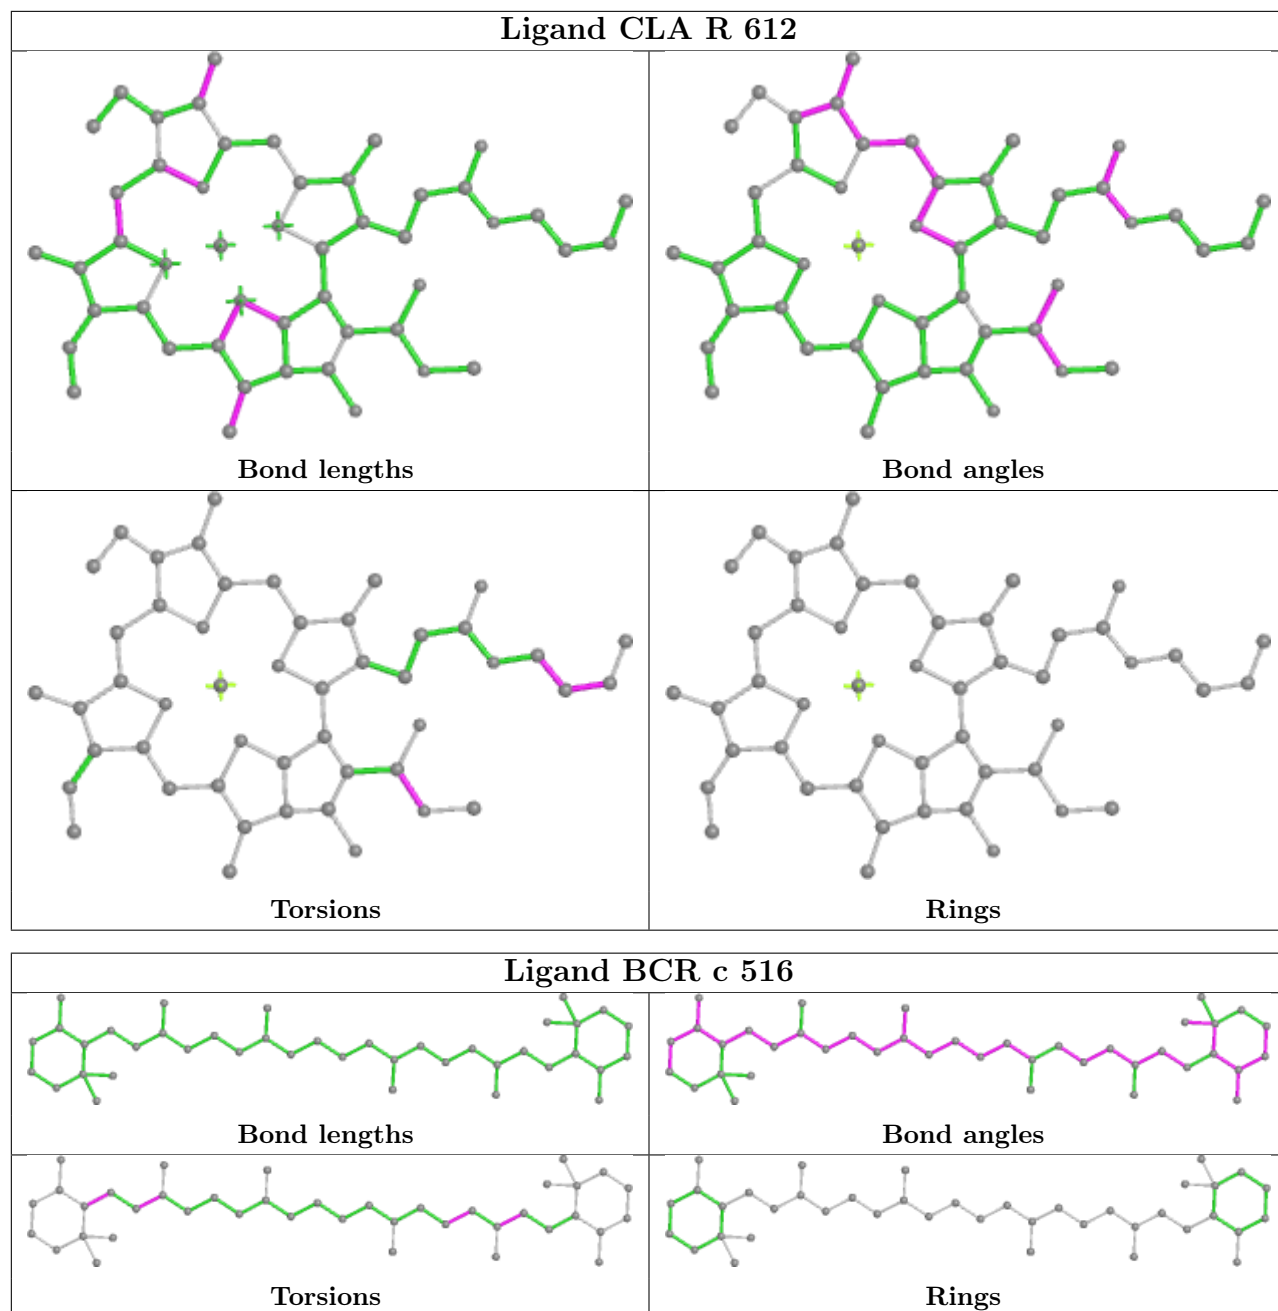 Ligand CLA R 612
Bond lengths
Bond angles
Torsions
Rings
Ligand BCR c 516
Bond lengths
Bond angles
Torsions
Rings